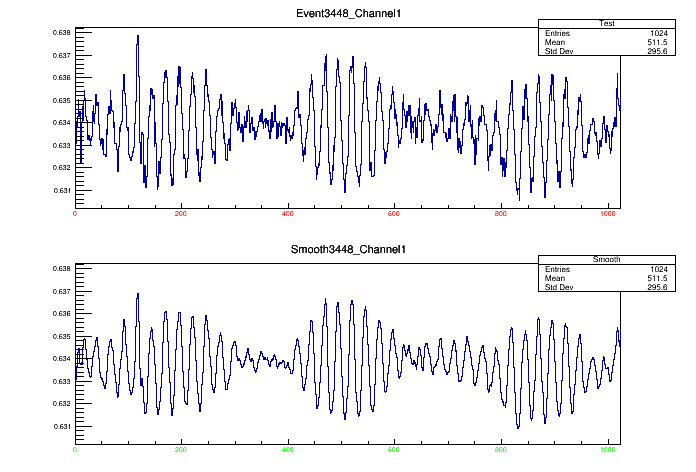 Event3448_Channel1
Test
Entries 1024
Mean 511.5
Std Dev 295.6
0.638
0.637
0.636
0.635
0.634
0.633
0.632
0.631
0 200 400 600 800 1000
Smooth3448_Channel1
Smooth
Entries 1024
Mean 511.5
Std Dev 295.6
0.638
0.637
0.636
0.635
0.634
0.633
0.632
0.631
0 200 400 600 800 1000